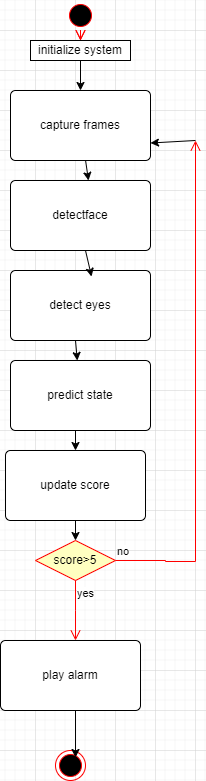 initialize system
capture frames
detectface
detect eyes
predict state
update score
score>5
no
yes
play alarm